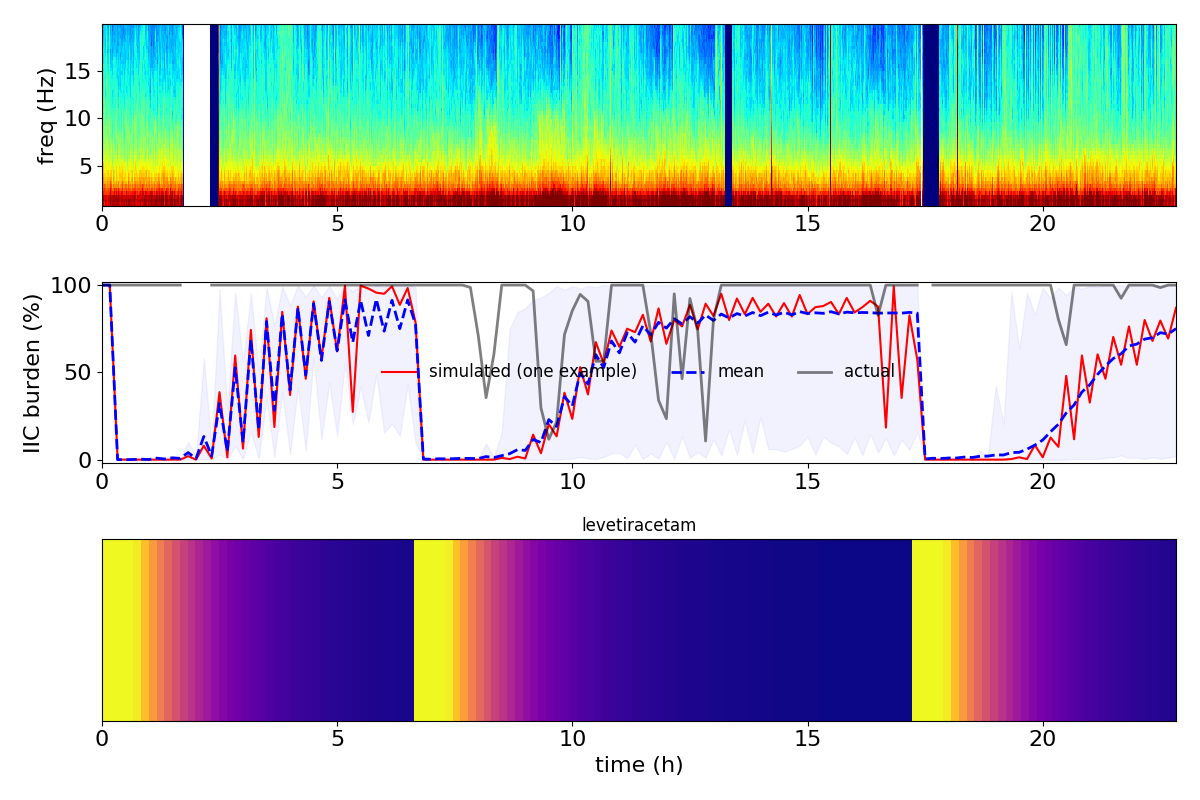 freq (Hz)
15
10
5
0 5 10 15 20
IIC burden (%)
100
50
0
simulated (one example) mean actual
0 5 10 15 20
levetiracetam
0 5 10 15 20
time (h)